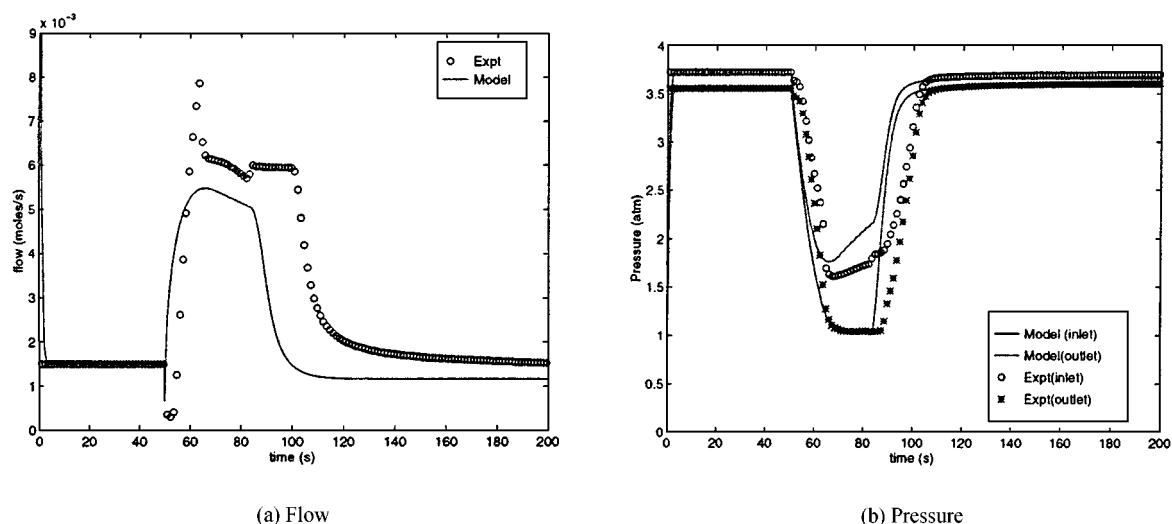 x 10⁻³
9
8
7
6
5
4
3
2
1
0
flow (moles/s)
Expt
Model
0 20 40 60 80 100 120 140 160 180 200
time (s)
(a) Flow
4
3.5
3
2.5
2
1.5
1
0.5
0
Pressure (atm)
Model (inlet)
Model(outlet)
Expt(inlet)
Expt(outlet)
0 20 40 60 80 100 120 140 160 180 200
time (s)
(b) Pressure